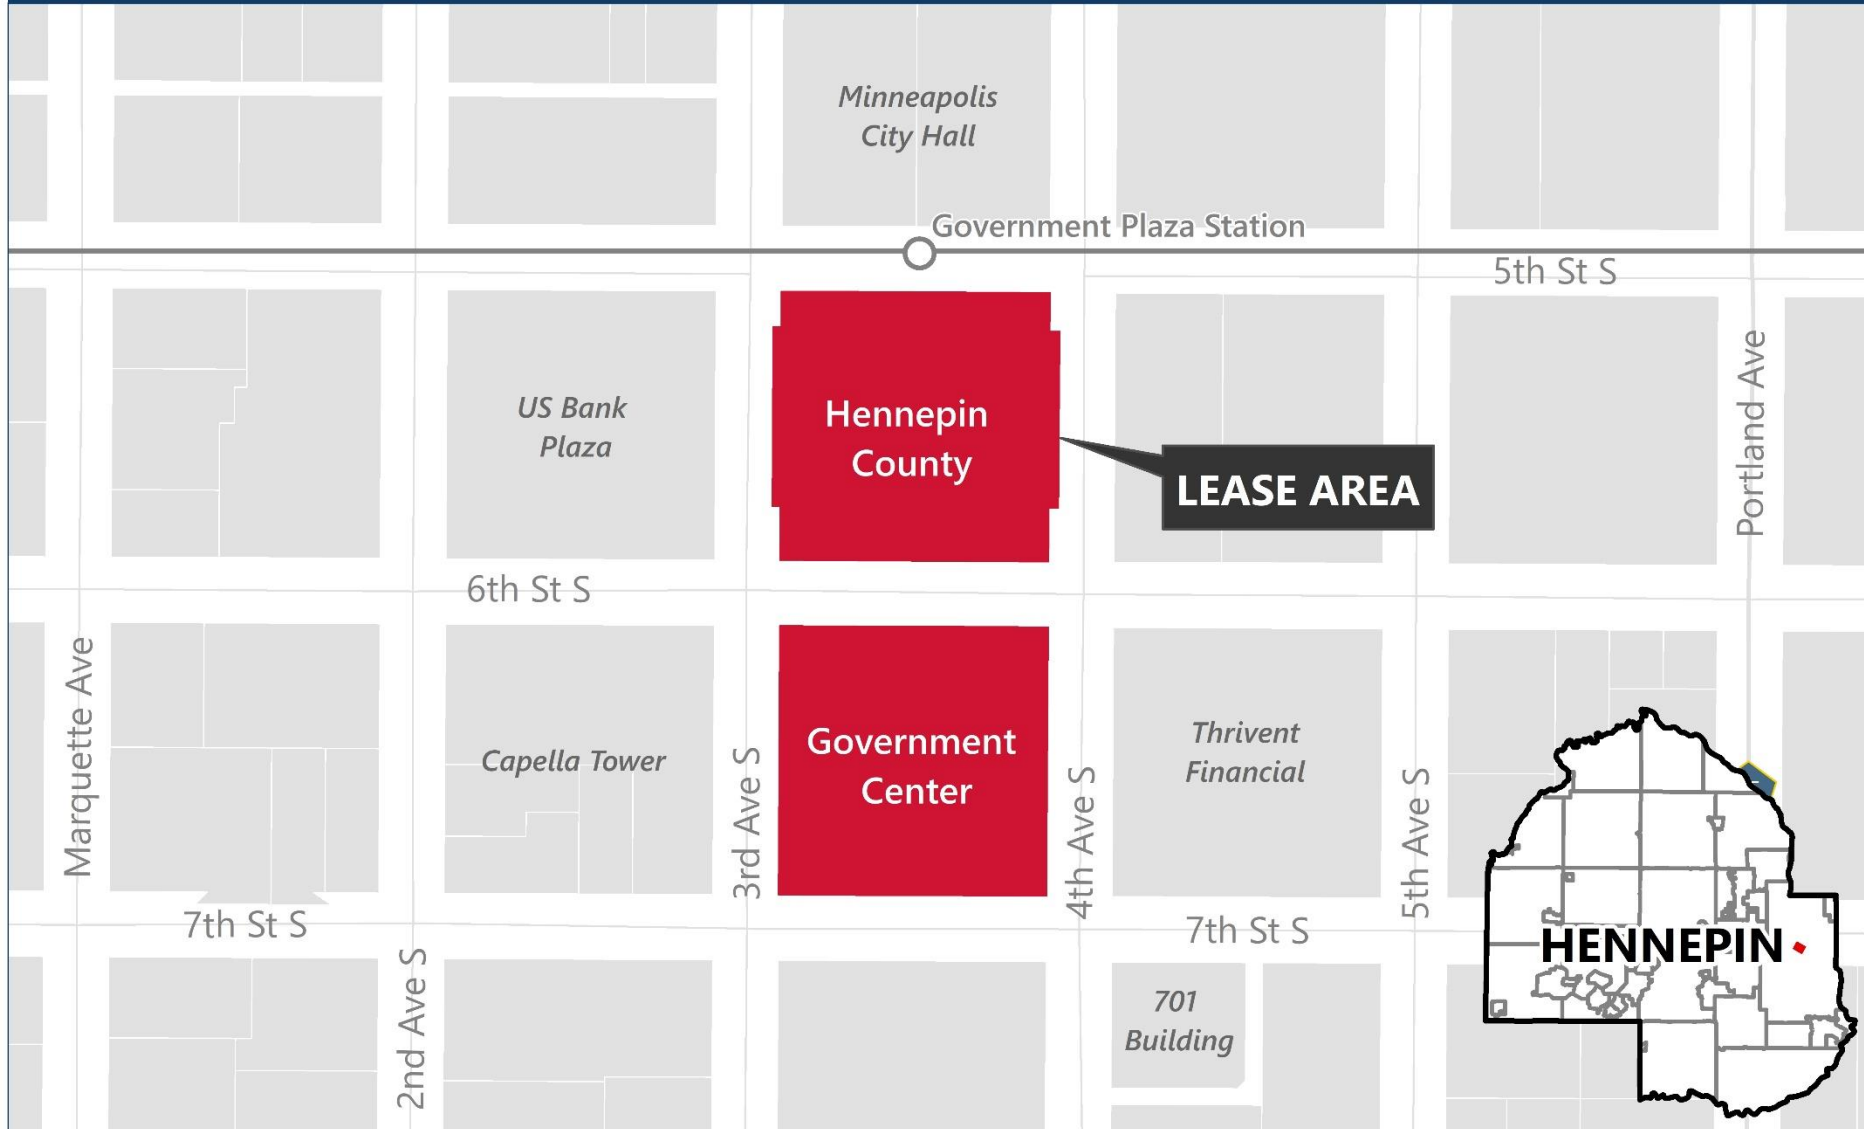 Minneapolis
City Hall
Government Plaza Station
5th St S
US Bank
Plaza
Hennepin
County
LEASE AREA
Portland Ave
6th St S
Marquette Ave
Capella Tower
3rd Ave S
Government
Center
4th Ave S
Thrivent
Financial
5th Ave S
7th St S
7th St S
HENNEPIN
2nd Ave S
701
Building